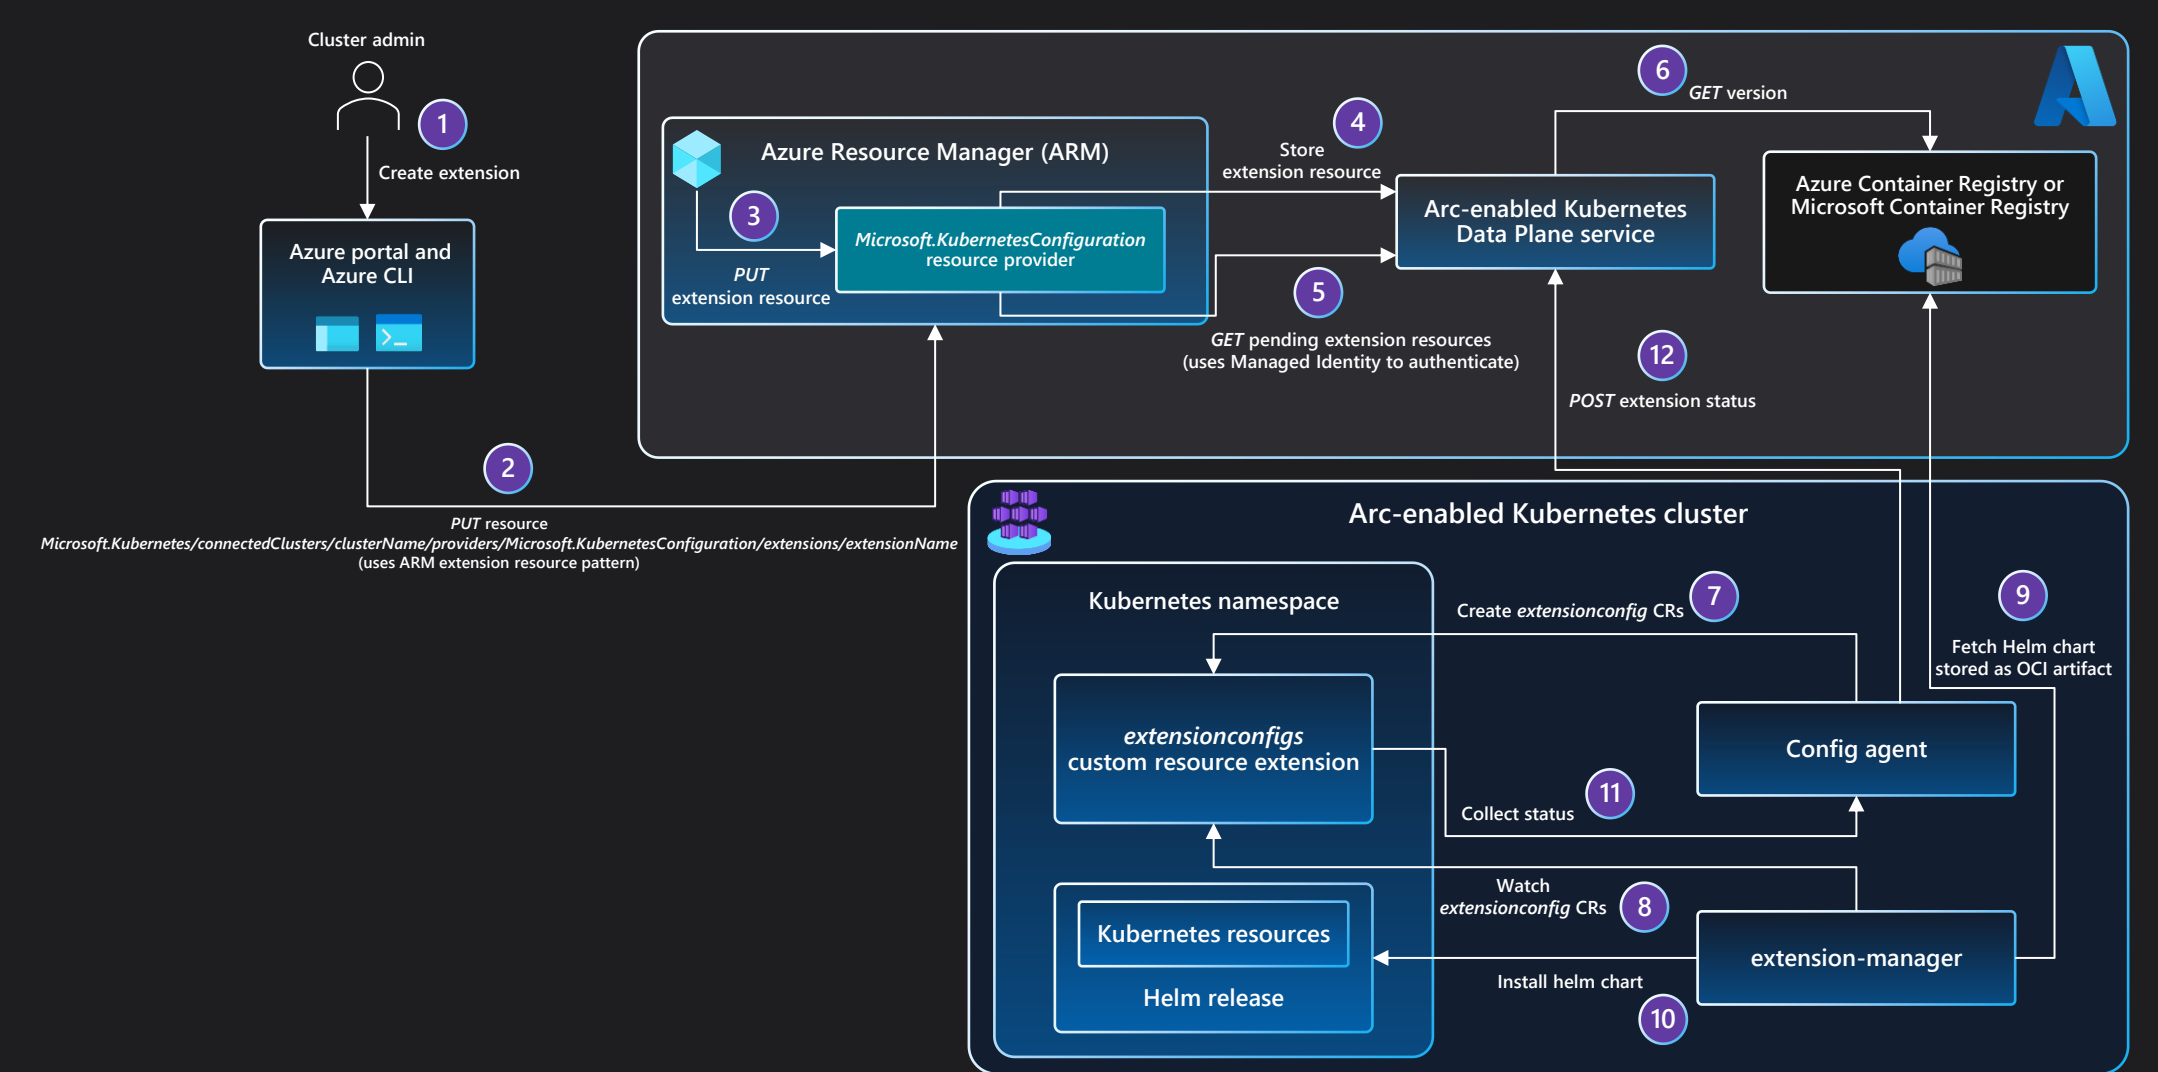 Cluster admin
1
Create extension
Azure portal and
Azure CLI
2
PUT resource
Microsoft.Kubernetes/connectedClusters/clusterName/providers/Microsoft.KubernetesConfiguration/extensions/extensionName
(uses ARM extension resource pattern)
Azure Resource Manager (ARM)
3
PUT
extension resource
Microsoft.KubernetesConfiguration
resource provider
4
Store
extension resource
5
GET pending extension resources
(uses Managed Identity to authenticate)
Arc-enabled Kubernetes
Data Plane service
6
GET version
Azure Container Registry or
Microsoft Container Registry
12
POST extension status
Arc-enabled Kubernetes cluster
Kubernetes namespace
Create extensionconfig CRs
7
9
Fetch Helm chart
stored as OCI artifact
extensionconfigs
custom resource extension
Config agent
11
Collect status
Watch
extensionconfig CRs
8
Kubernetes resources
Helm release
extension-manager
Install helm chart
10